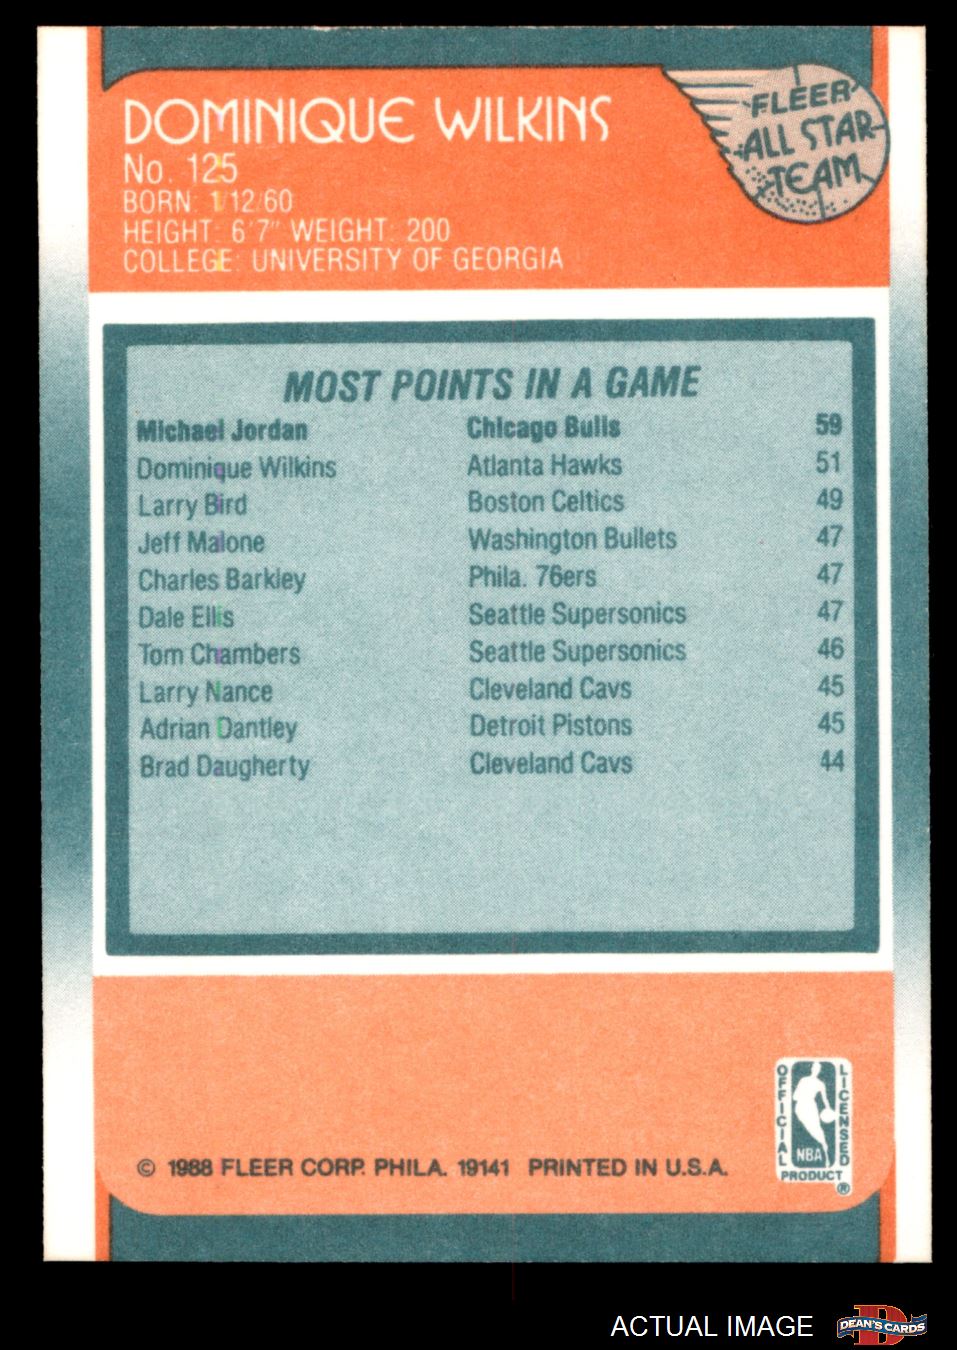 DOMINIQUE WILKINS
No. 125
BORN: 1/12/60
HEIGHT: 6'7" WEIGHT: 200
COLLEGE: UNIVERSITY OF GEORGIA
FLEER
ALL STAR
TEAM
MOST POINTS IN A GAME
Michael Jordan Chicago Bulls 59
Dominique Wilkins Atlanta Hawks 51
Larry Bird Boston Celtics 49
Jeff Malone Washington Bullets 47
Charles Barkley Phila. 76ers 47
Dale Ellis Seattle Supersonics 47
Tom Chambers Seattle Supersonics 46
Larry Nance Cleveland Cavs 45
Adrian Dantley Detroit Pistons 45
Brad Daugherty Cleveland Cavs 44
© 1988 FLEER CORP. PHILA. 19141 PRINTED IN U.S.A.
OFFICIAL
LICENSED
NBA
PRODUCT
®
ACTUAL IMAGE
D
DEAN'S CARDS